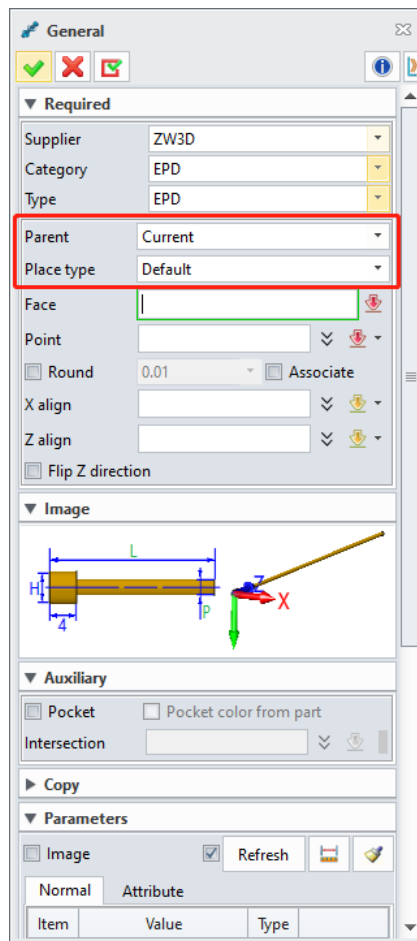 General
Required
Supplier ZW3D
Category EPD
Type EPD
Parent Current
Place type Default
Face
Point
Round 0.01 Associate
X align
Z align
Flip Z direction
Image
L
H
4
P
Z
X
Auxiliary
Pocket Pocket color from part
Intersection
Copy
Parameters
Image Refresh
Normal Attribute
Item Value Type